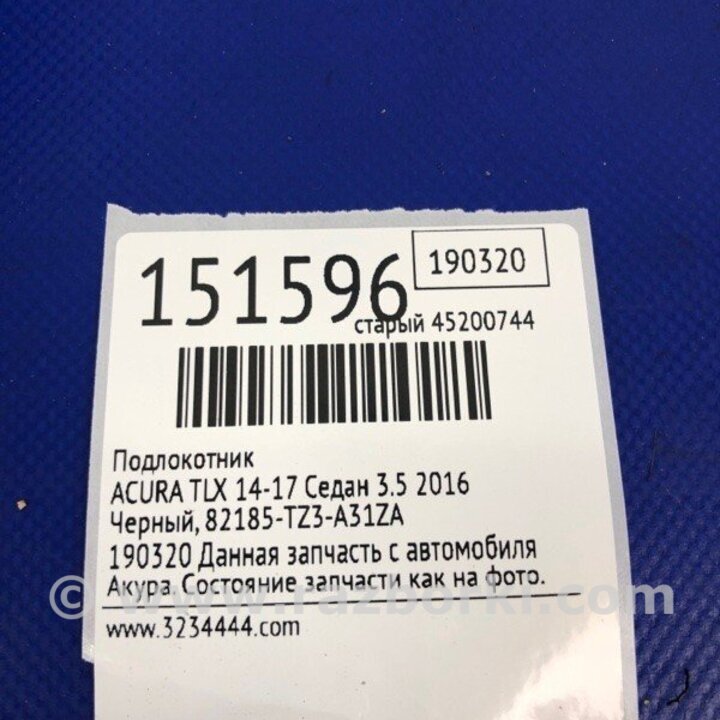 151596
190320
старый 45200744
Подлокотник
ACURA TLX 14-17 Седан 3.5 2016
Черный, 82185-TZ3-A31ZA
190320 Данная запчасть с автомобиля
Акура. Состояние запчасти как на фото.
© www.razborki.com
www.3234444.com